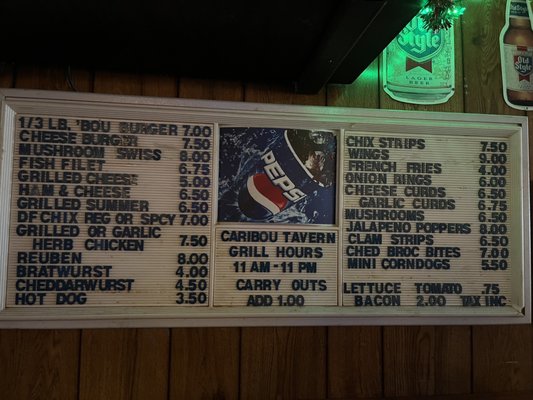 Old Style
LAGER BEER
Old Style
1/3 LB. 'BOU BURGER 7.00
CHEESE BURGER 7.50
MUSHROOM SWISS 8.00
FISH FILET 6.75
GRILLED CHEESE 5.00
HAM & CHEESE 6.50
GRILLED SUMMER 6.50
DF CHIX REG OR SPCY 7.00
GRILLED OR GARLIC
HERB CHICKEN 7.50
REUBEN 8.00
BRATWURST 4.00
CHEDDARWURST 4.50
HOT DOG 3.50
PEPSI
CARIBOU TAVERN
GRILL HOURS
11 AM - 11 PM
CARRY OUTS
ADD 1.00
CHIX STRIPS 7.50
WINGS 9.00
FRENCH FRIES 4.00
ONION RINGS 6.00
CHEESE CURDS 6.50
GARLIC CURDS 6.75
MUSHROOMS 6.50
JALAPENO POPPERS 8.00
CLAM STRIPS 6.50
CHED BROC BITES 7.00
MINI CORNDOGS 5.50
LETTUCE TOMATO .75
BACON 2.00 TAX INC